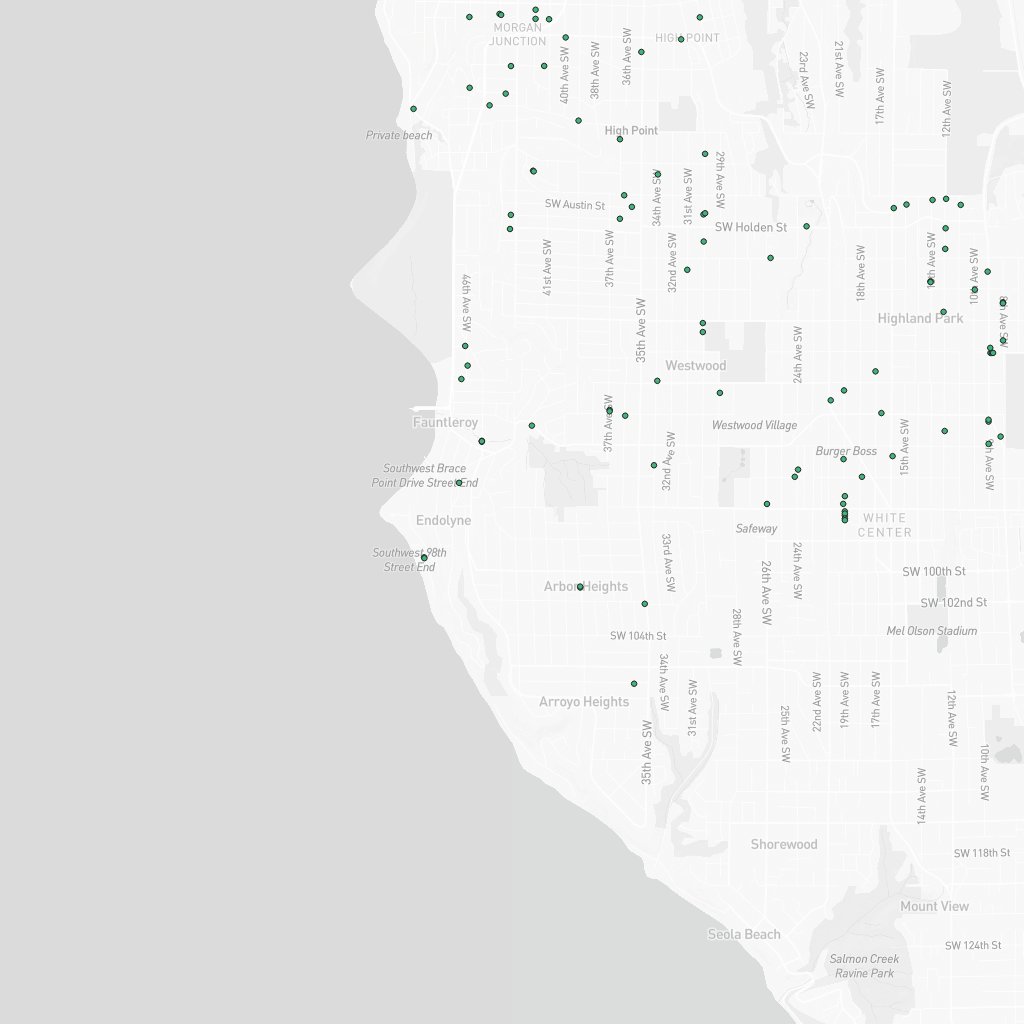 MORGAN
JUNCTION
HIGH POINT
40th Ave SW
38th Ave SW
36th Ave SW
23rd Ave SW
21st Ave SW
17th Ave SW
12th Ave SW
Private beach
High Point
29th Ave SW
34th Ave SW
31st Ave SW
SW Austin St
SW Holden St
41st Ave SW
37th Ave SW
32nd Ave SW
18th Ave SW
10th Ave SW
46th Ave SW
35th Ave SW
Highland Park
8th Ave SW
24th Ave SW
Westwood
Fauntleroy
37th Ave SW
Westwood Village
15th Ave SW
32nd Ave SW
Burger Boss
Southwest Brace
Point Drive Street End
Endolyne
Safeway
WHITE
CENTER
Southwest 98th
Street End
33rd Ave SW
24th Ave SW
26th Ave SW
SW 100th St
Arbor Heights
SW 102nd St
28th Ave SW
SW 104th St
Mel Olson Stadium
34th Ave SW
31st Ave SW
22nd Ave SW
19th Ave SW
17th Ave SW
Arroyo Heights
25th Ave SW
12th Ave SW
35th Ave SW
10th Ave SW
14th Ave SW
Shorewood
SW 118th St
Mount View
Seola Beach
SW 124th St
Salmon Creek
Ravine Park